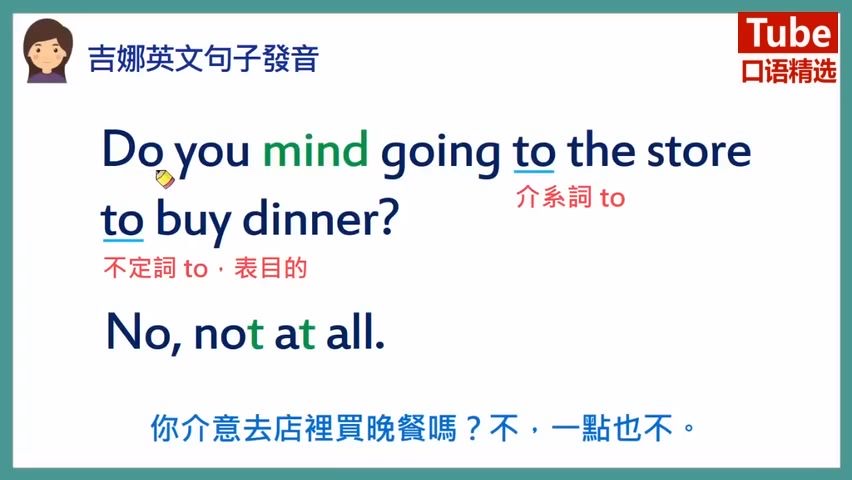 吉娜英文句子發音
Tube
口语精选
Do you mind going to the store
介系詞 to
to buy dinner?
不定詞 to，表目的
No, not at all.
你介意去店裡買晚餐嗎？不，一點也不。